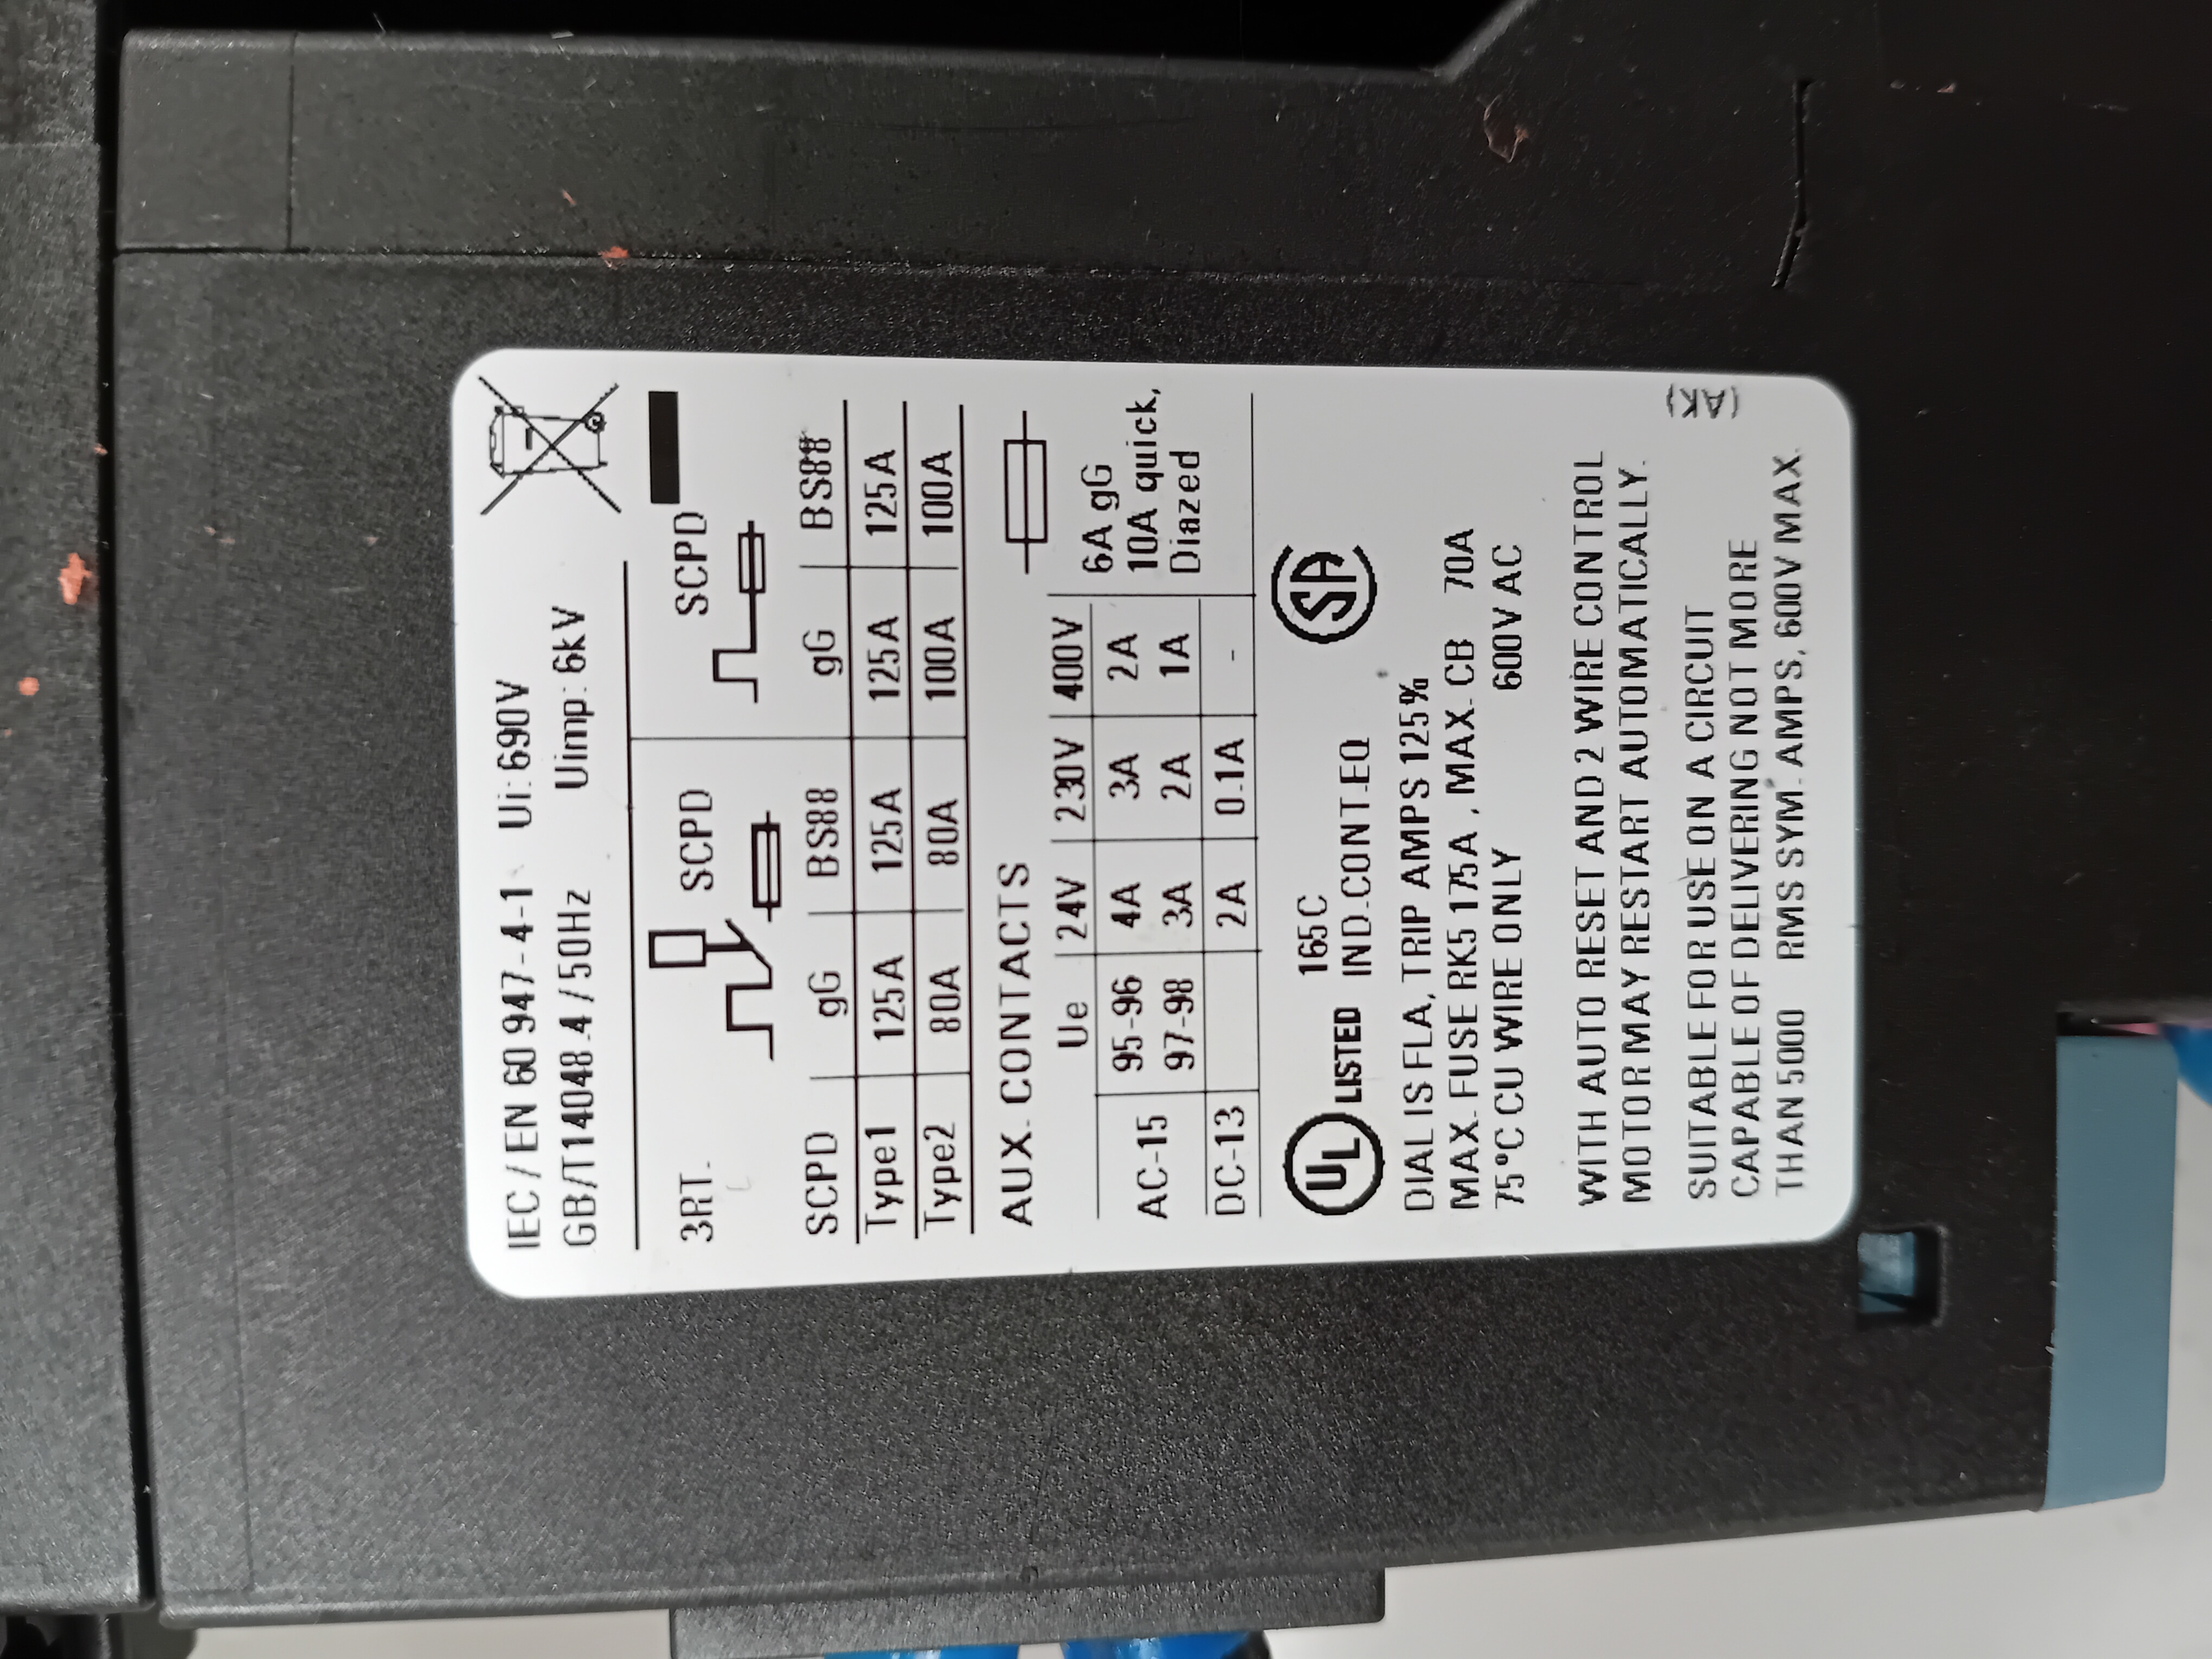 IEC / EN 60 947-4-1 Ui: 690V
GB/T14048.4 / 50Hz Uimp: 6kV
3RT. SCPD SCPD
SCPD gG BS88 gG BS88
Type1 125A 125A 125A 125A
Type2 80A 80A 100A 100A
AUX. CONTACTS
Ue 24V 230V 400V
AC-15 95-96 4A 3A 2A 6A gG
97-98 3A 2A 1A 10A quick,
Diazed
DC-13 2A 0.1A -
UL LISTED 165C
IND.CONT.EQ SA
DIAL IS FLA, TRIP AMPS 125%
MAX. FUSE RK5 175A , MAX. CB 70A
75°C CU WIRE ONLY 600V AC
WITH AUTO RESET AND 2 WIRE CONTROL
MOTOR MAY RESTART AUTOMATICALLY.
SUITABLE FOR USE ON A CIRCUIT
CAPABLE OF DELIVERING NOT MORE
THAN 5000 RMS SYM. AMPS, 600V MAX.
(AK)